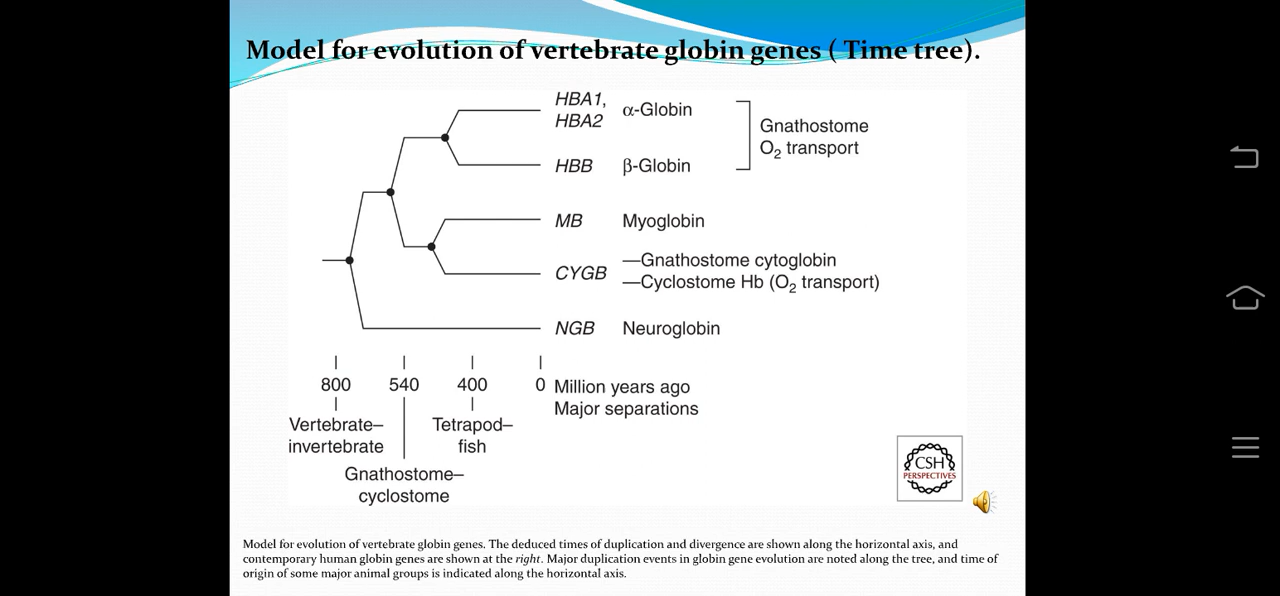 Model for evolution of vertebrate globin genes ( Time tree).
HBA1,
HBA2
α-Globin
Gnathostome
O2 transport
HBB
β-Globin
MB
Myoglobin
CYGB
—Gnathostome cytoglobin
—Cyclostome Hb (O2 transport)
NGB
Neuroglobin
800
540
400
0
Million years ago
Major separations
Vertebrate–
invertebrate
Tetrapod–
fish
Gnathostome–
cyclostome
CSH
PERSPECTIVES
Model for evolution of vertebrate globin genes. The deduced times of duplication and divergence are shown along the horizontal axis, and
contemporary human globin genes are shown at the right. Major duplication events in globin gene evolution are noted along the tree, and time of
origin of some major animal groups is indicated along the horizontal axis.